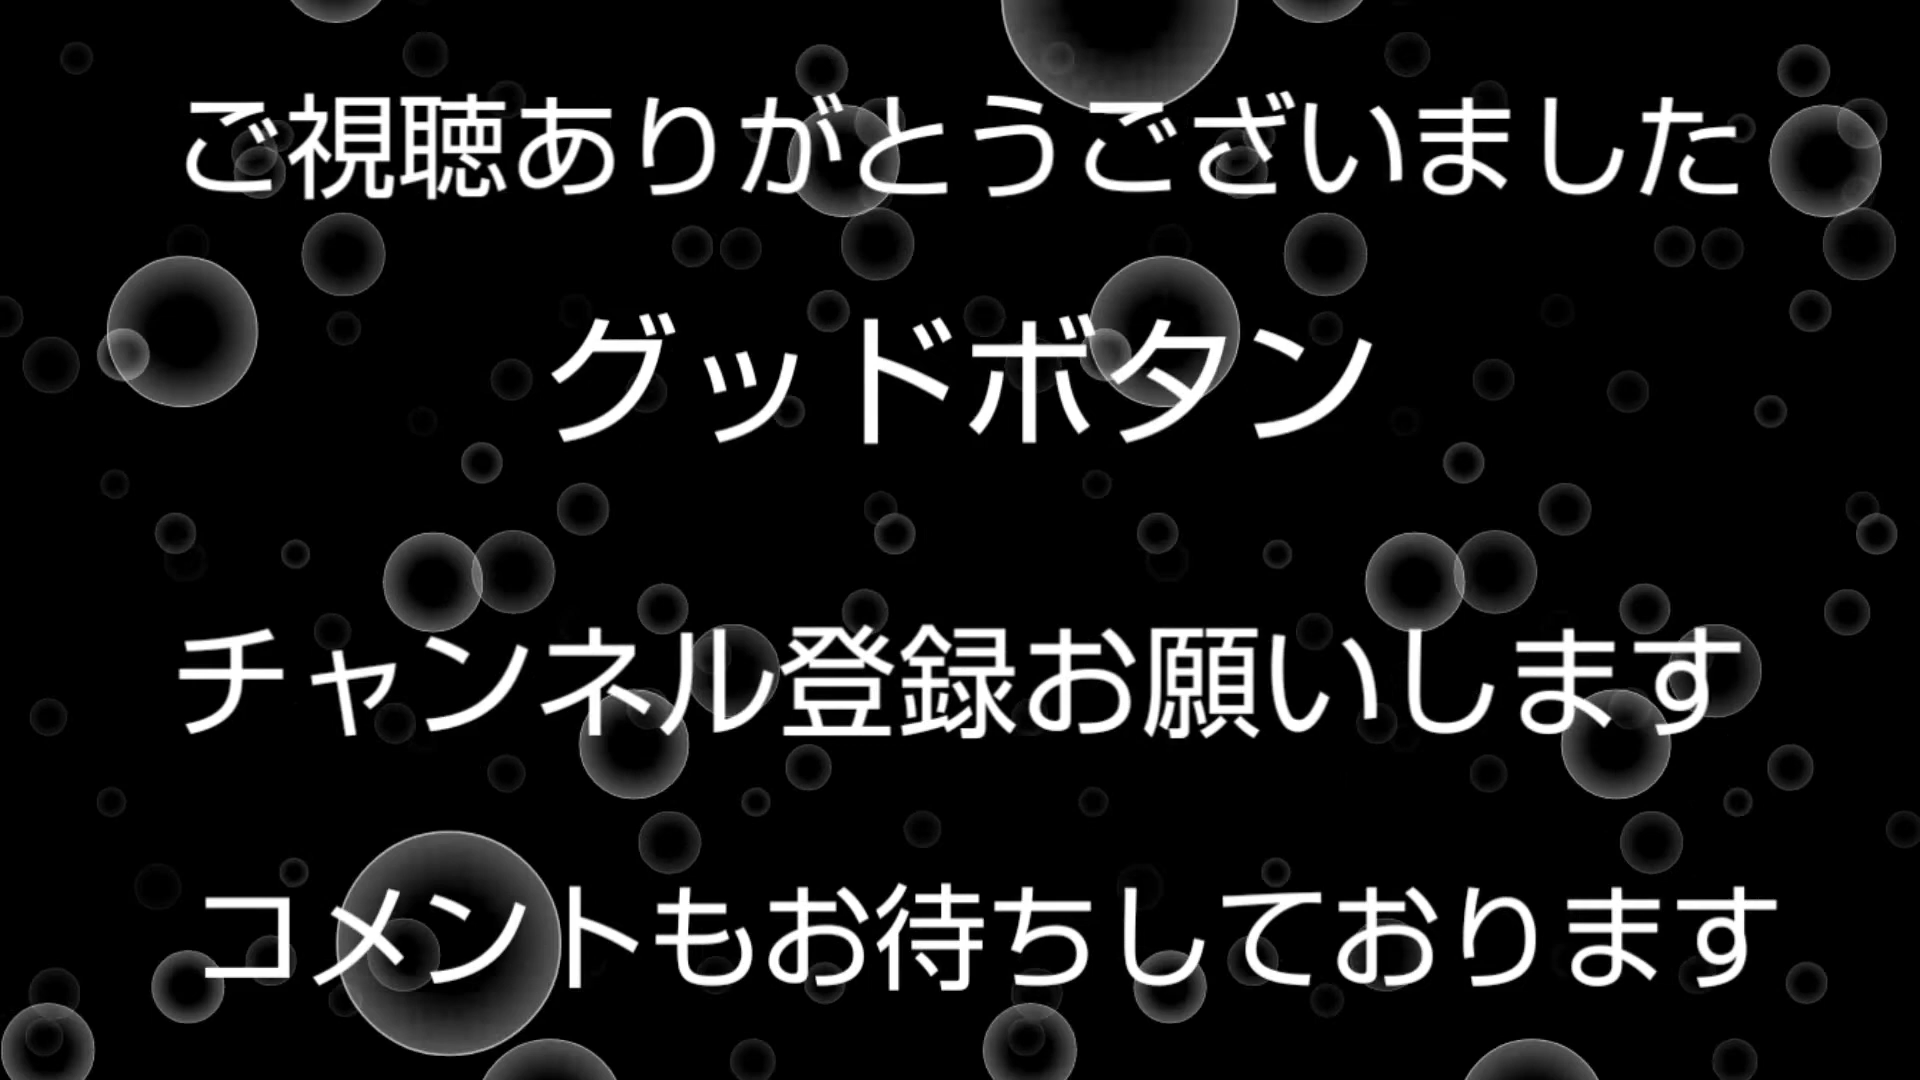 ご視聴ありがとうございました
グッドボタン
チャンネル登録お願いします
コメントもお待ちしております